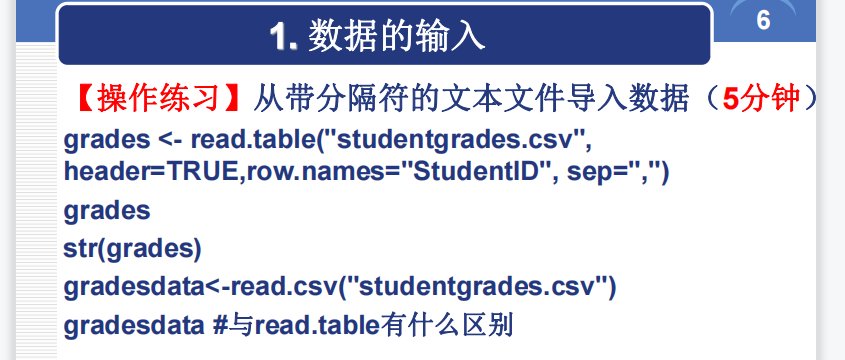 1. 数据的输入
6
【操作练习】从带分隔符的文本文件导入数据（5分钟）
grades <- read.table("studentgrades.csv",
header=TRUE,row.names="StudentID", sep=",")
grades
str(grades)
gradesdata<-read.csv("studentgrades.csv")
gradesdata #与read.table有什么区别